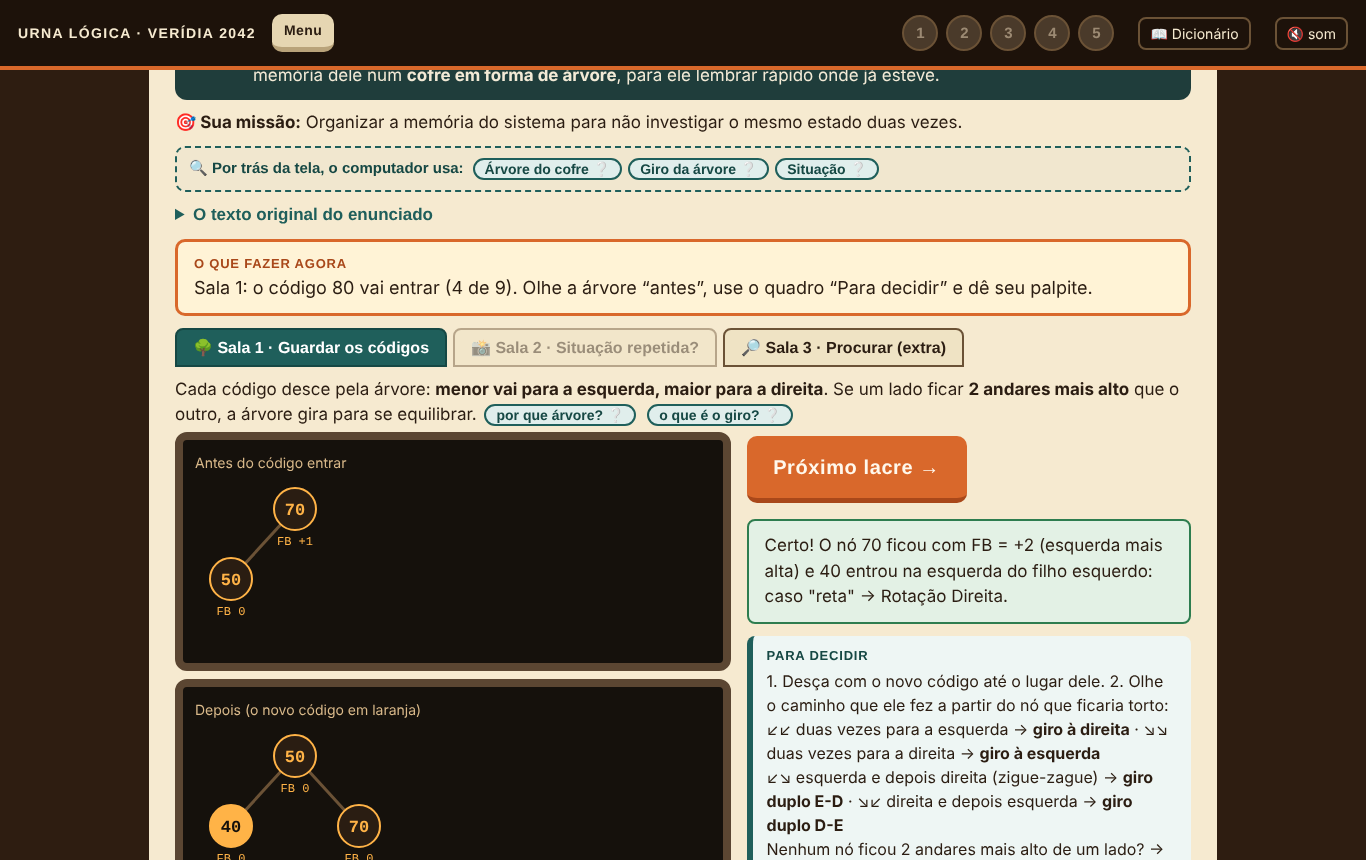 URNA LÓGICA · VERÍDIA 2042
Menu
1 2 3 4 5
📖 Dicionário
🔇 som
memória dele num cofre em forma de árvore, para ele lembrar rápido onde já esteve.
🎯 Sua missão: Organizar a memória do sistema para não investigar o mesmo estado duas vezes.
🔍 Por trás da tela, o computador usa: Árvore do cofre ❔ Giro da árvore ❔ Situação ❔
▶ O texto original do enunciado
O QUE FAZER AGORA
Sala 1: o código 80 vai entrar (4 de 9). Olhe a árvore “antes”, use o quadro “Para decidir” e dê seu palpite.
🌳 Sala 1 · Guardar os códigos
📸 Sala 2 · Situação repetida?
🔎 Sala 3 · Procurar (extra)
Cada código desce pela árvore: menor vai para a esquerda, maior para a direita. Se um lado ficar 2 andares mais alto que o
outro, a árvore gira para se equilibrar. por que árvore? ❔ o que é o giro? ❔
Antes do código entrar
70
FB +1
50
FB 0
Depois (o novo código em laranja)
50
FB 0
40 70
FB 0 FB 0
Próximo lacre →
Certo! O nó 70 ficou com FB = +2 (esquerda mais
alta) e 40 entrou na esquerda do filho esquerdo:
caso "reta" → Rotação Direita.
PARA DECIDIR
1. Desça com o novo código até o lugar dele. 2. Olhe
o caminho que ele fez a partir do nó que ficaria torto:
↙↙ duas vezes para a esquerda → giro à direita · ↘↘
duas vezes para a direita → giro à esquerda
↙↘ esquerda e depois direita (zigue-zague) → giro
duplo E-D · ↘↙ direita e depois esquerda → giro
duplo D-E
Nenhum nó ficou 2 andares mais alto de um lado? →